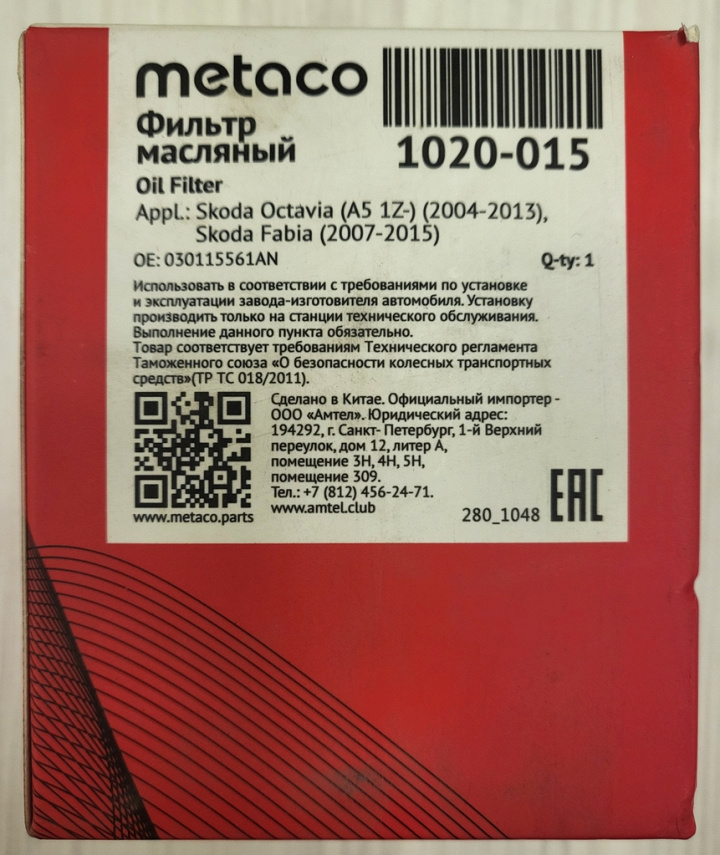 metaco
Фильтр
масляный
1020-015
Oil Filter
Appl.: Skoda Octavia (A5 1Z-) (2004-2013),
Skoda Fabia (2007-2015)
OE: 030115561AN
Q-ty: 1
Использовать в соответствии с требованиями по установке
и эксплуатации завода-изготовителя автомобиля. Установку
производить только на станции технического обслуживания.
Выполнение данного пункта обязательно.
Товар соответствует требованиям Технического регламента
Таможенного союза «О безопасности колесных транспортных
средств»(ТР ТС 018/2011).
Сделано в Китае. Официальный импортер -
ООО «Амтел». Юридический адрес:
194292, г. Санкт- Петербург, 1-й Верхний
переулок, дом 12, литер А,
помещение 3Н, 4Н, 5Н,
помещение 309.
Тел.: +7 (812) 456-24-71.
www.amtel.club
www.metaco.parts
280_1048
EAC